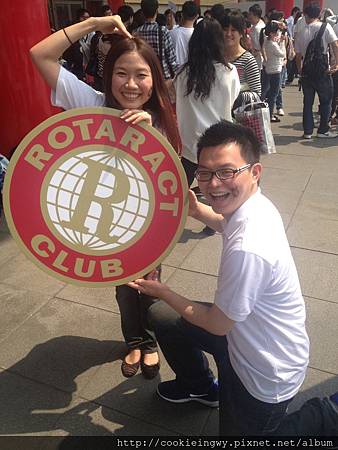 ROTARACT
R
CLUB
http://cookieingwy.pixnet.net/album